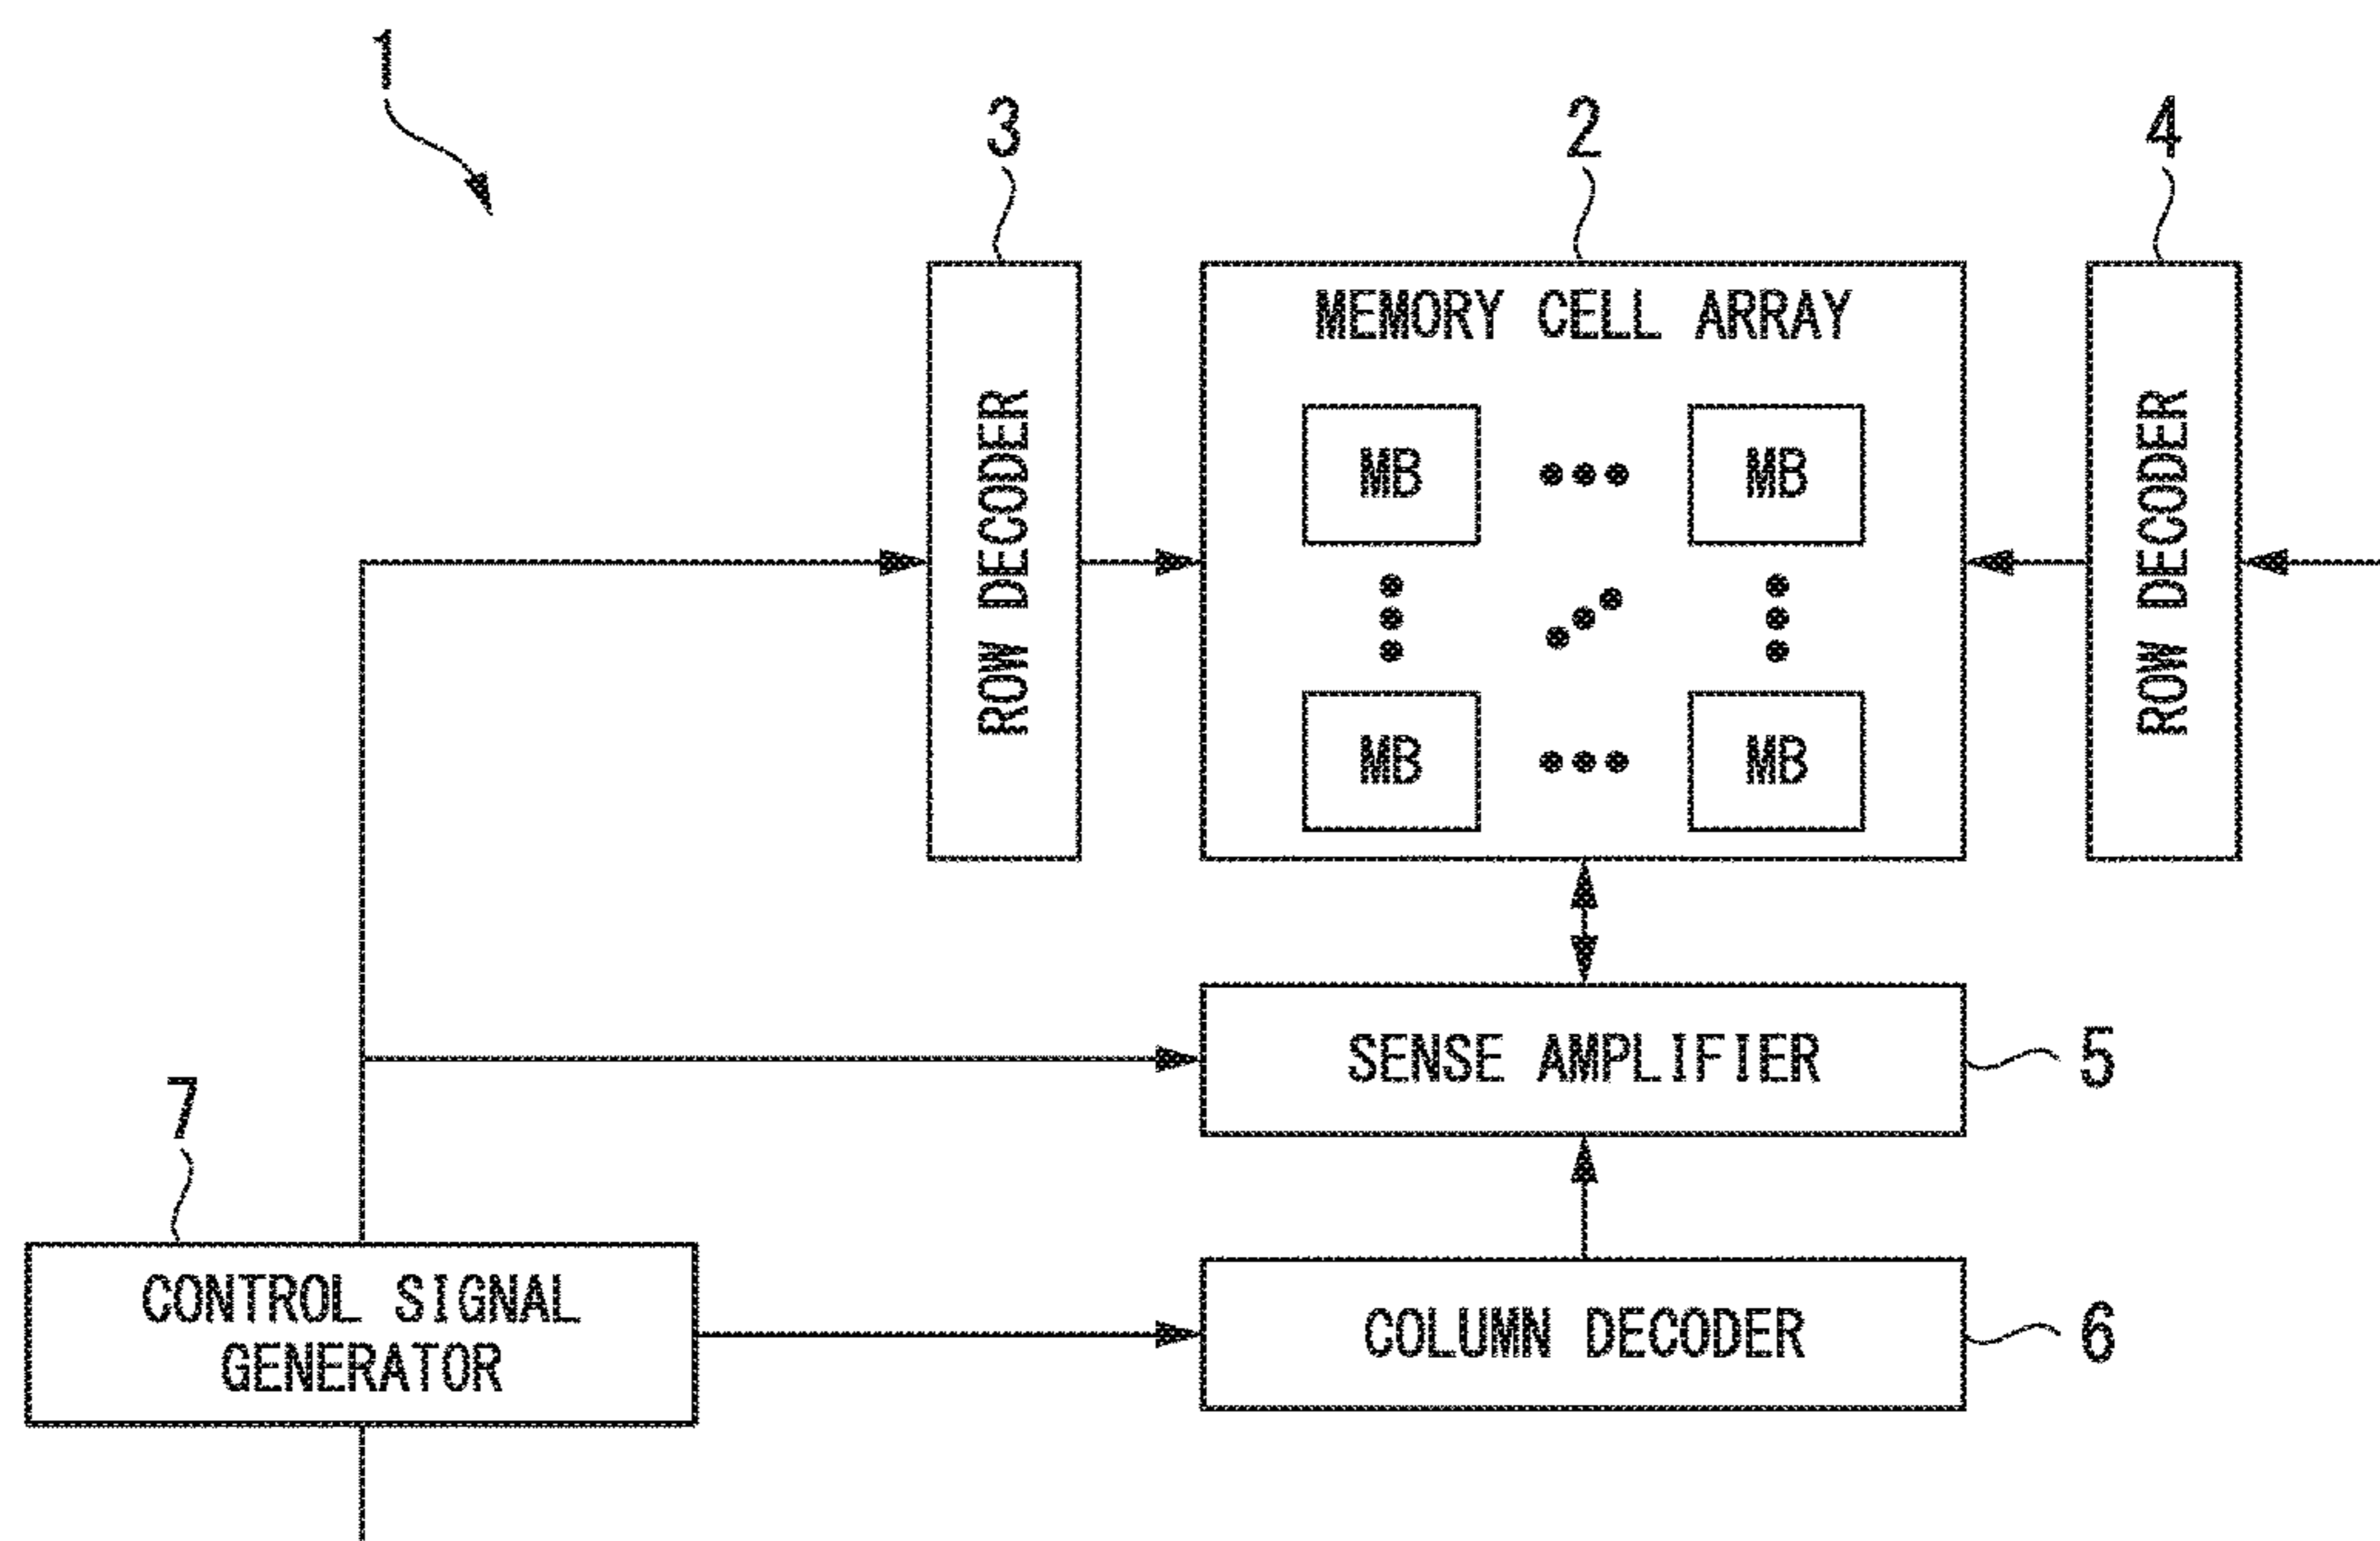 1
3
2
4
MEMORY CELL ARRAY
ROW DECODER
MB
MB
ROW DECODER
MB
MB
SENSE AMPLIFIER
5
7
CONTROL SIGNAL
GENERATOR
COLUMN DECODER
6